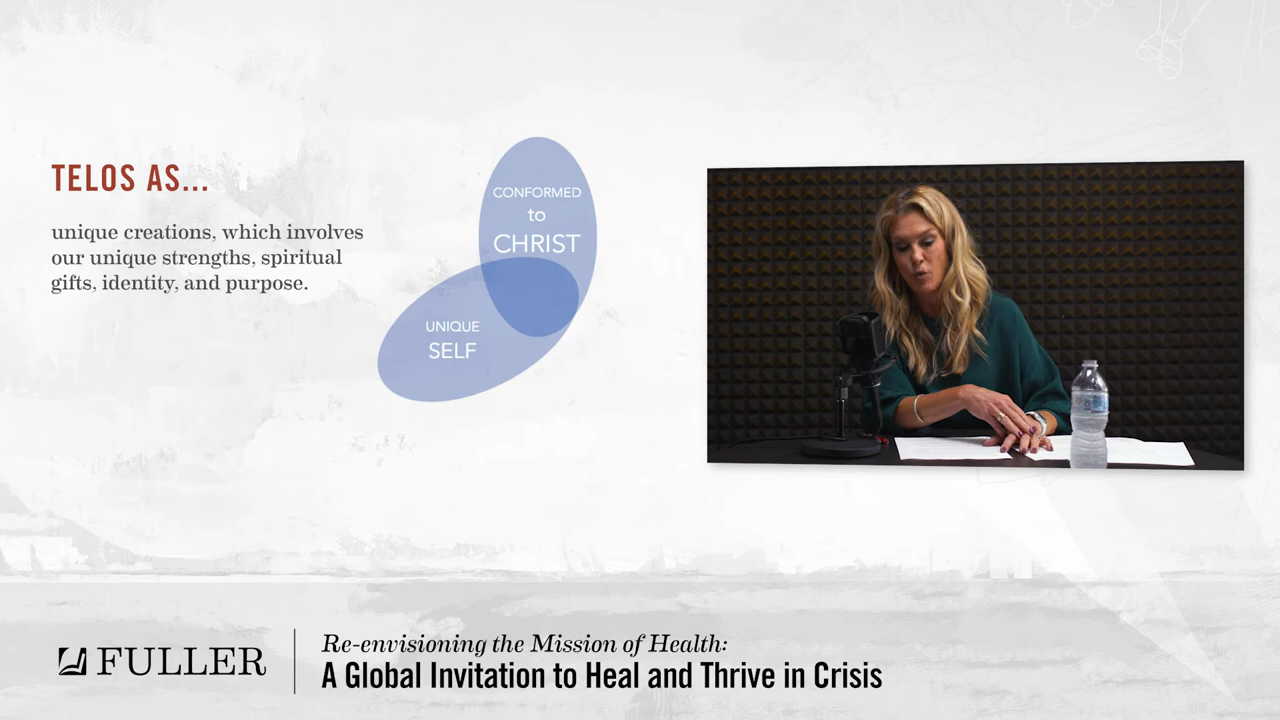 TELOS AS...
unique creations, which involves
our unique strengths, spiritual
gifts, identity, and purpose.
CONFORMED
to
CHRIST
UNIQUE
SELF
FULLER
Re-envisioning the Mission of Health:
A Global Invitation to Heal and Thrive in Crisis